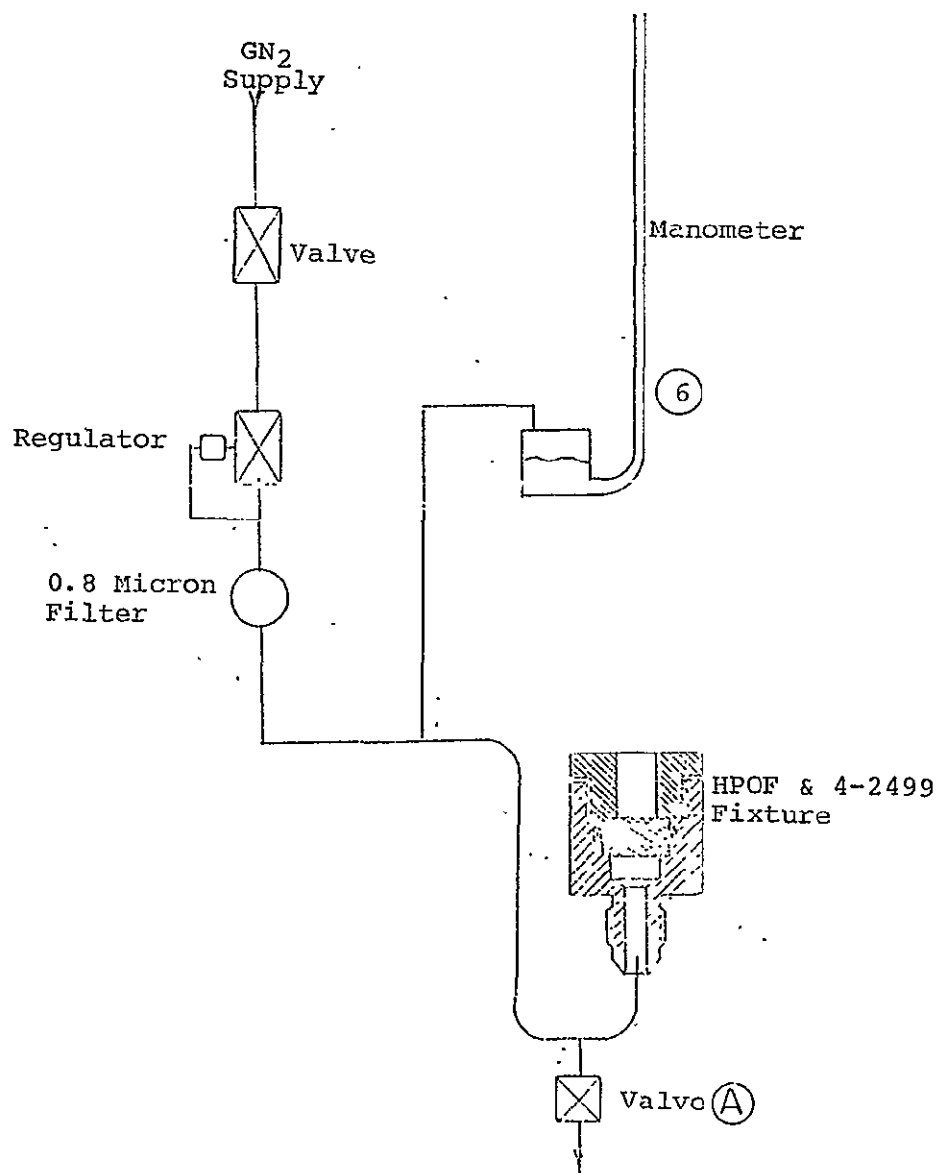 GN2
Supply
Valve
Manometer
6
Regulator
0.8 Micron
Filter
HPOF & 4-2499
Fixture
Valve A